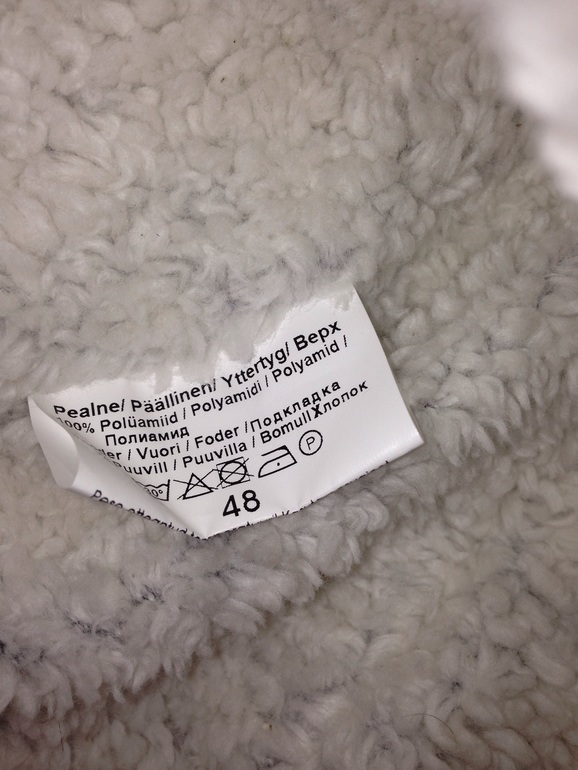 Pealne/ Päällinen/ Yttertyg/ Верх
100% Polüamiid / Polyamidi / Polyamid /
Полиамид
/ Vuori / Foder /Подкладка
Puuvill / Puuvilla / Bomull Хлопок
P
48